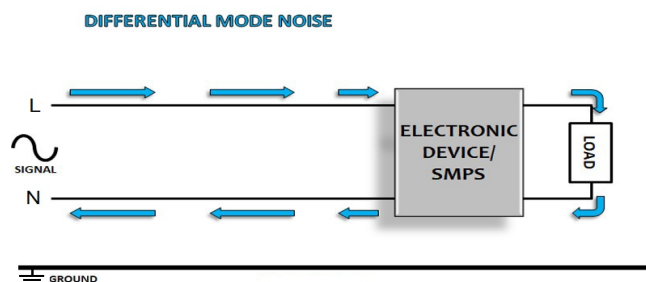 DIFFERENTIAL MODE NOISE
L
ELECTRONIC
DEVICE/
SMPS
LOAD
SIGNAL
N
GROUND